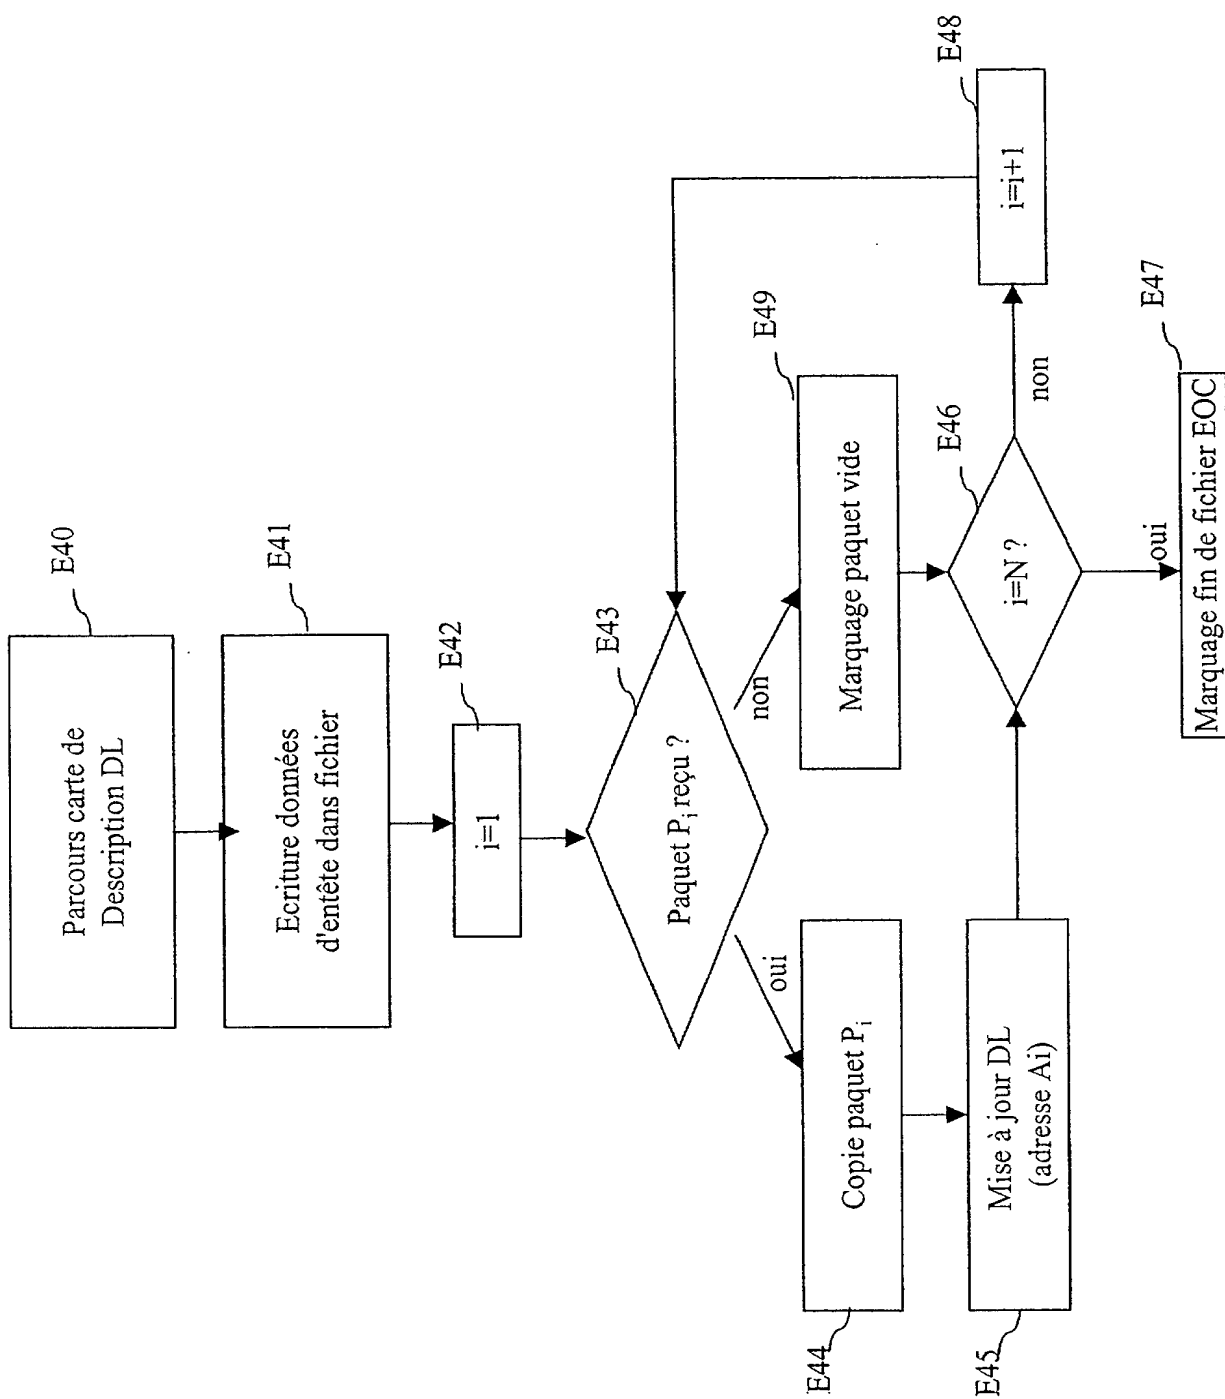 E40
Parcours carte de
Description DL
E41
Ecriture données
d'entête dans fichier
E42
i=1
E43
Paquet Pi reçu ?
oui
non
E44
Copie paquet Pi
E49
Marquage paquet vide
E45
Mise à jour DL
(adresse Ai)
E46
i=N ?
non
oui
E48
i=i+1
E47
Marquage fin de fichier EOC